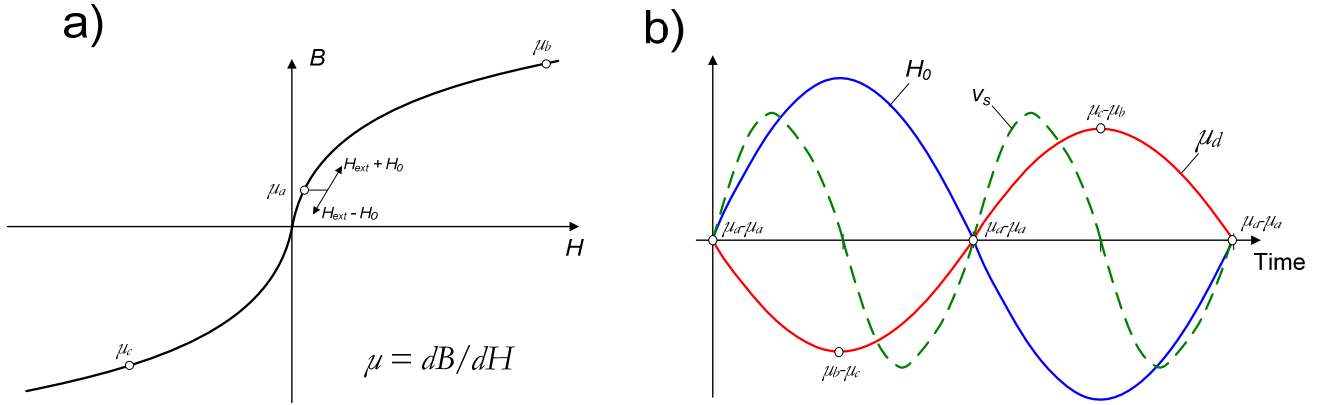 a)
B
μb
μa
Hext + H0
Hext - H0
H
μc
μ = dB/dH
b)
H0
vs
μc-μb
μd
μa-μa
μa-μa
μa-μa
Time
μb-μc